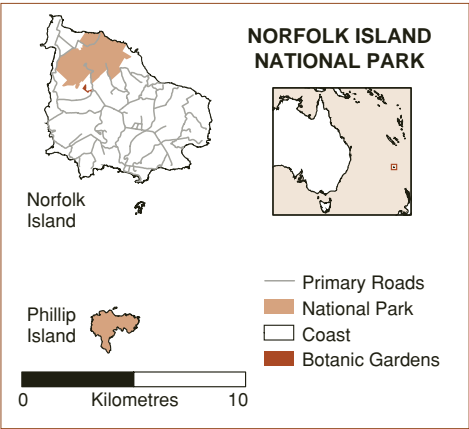 NORFOLK ISLAND
NATIONAL PARK
Norfolk
Island
Phillip
Island
Primary Roads
National Park
Coast
Botanic Gardens
0 Kilometres 10